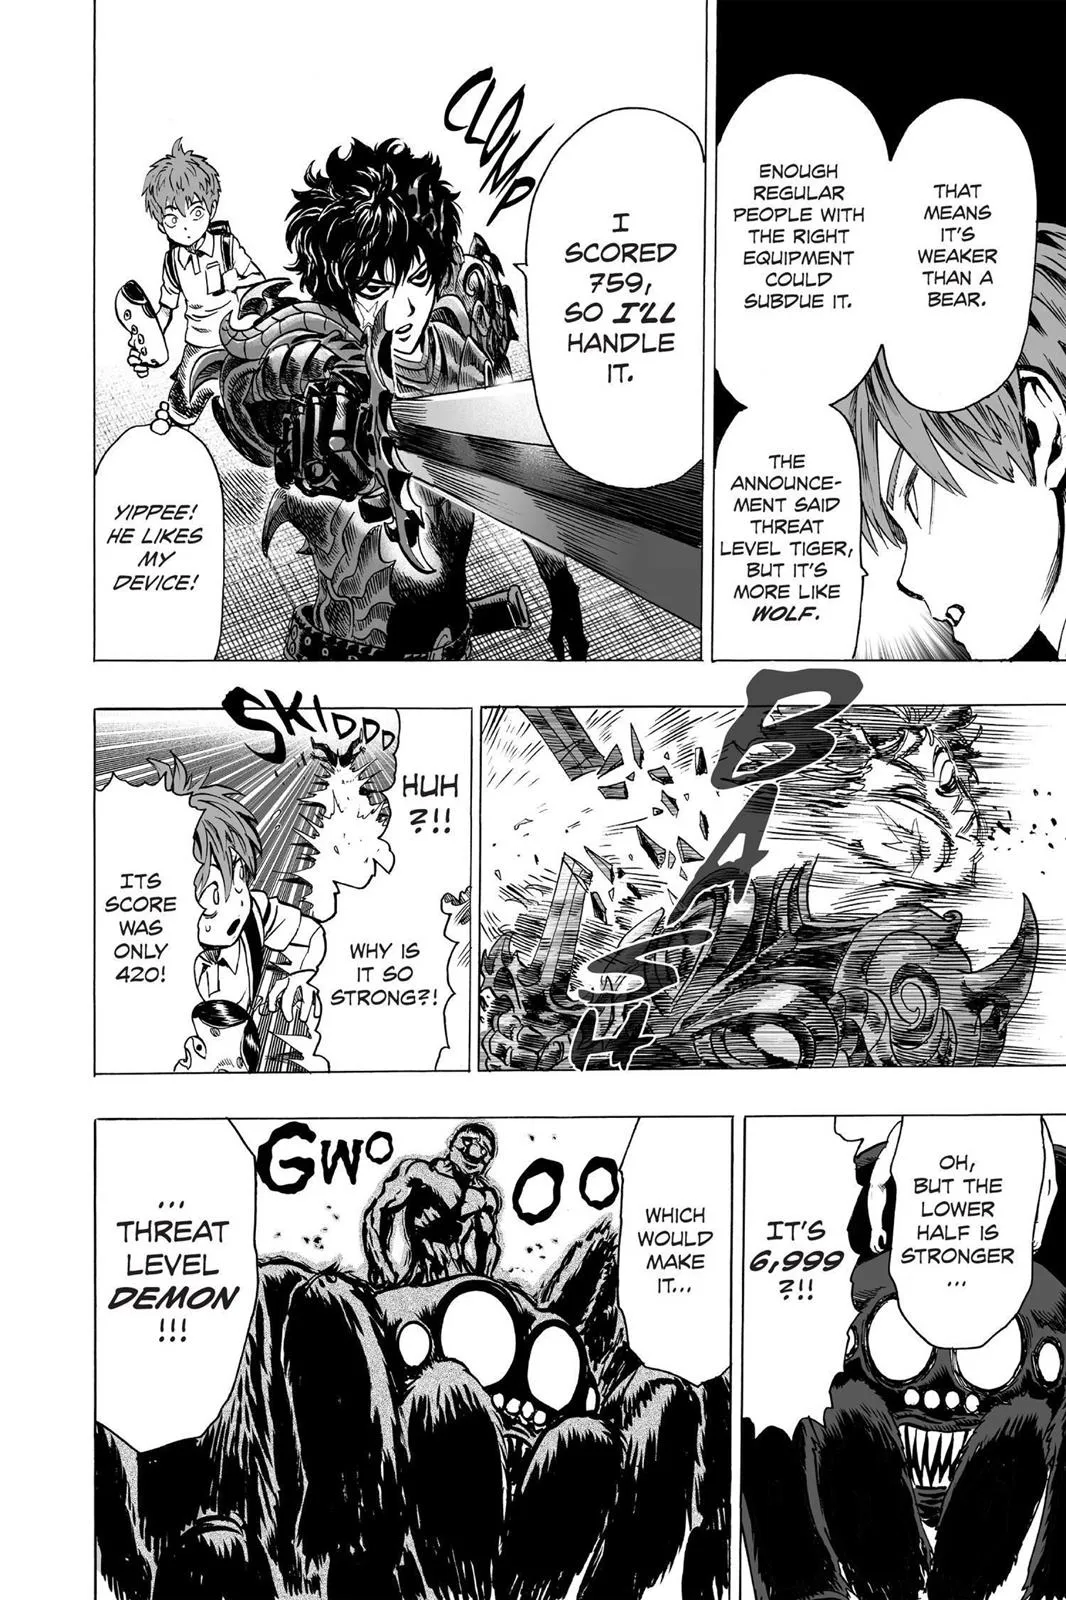 THAT
MEANS
IT'S
WEAKER
THAN A
BEAR.
ENOUGH
REGULAR
PEOPLE WITH
THE RIGHT
EQUIPMENT
COULD
SUBDUE IT.
THE
ANNOUNCE-
MENT SAID
THREAT
LEVEL TIGER,
BUT IT'S
MORE LIKE
WOLF.
I
SCORED
759,
SO I'LL
HANDLE
IT.
CLOMP
YIPPEE!
HE LIKES
MY
DEVICE!
BASH
SKIDDD
HUH
?!!
WHY IS
IT SO
STRONG?!
ITS
SCORE
WAS
ONLY
420!
OH,
BUT THE
LOWER
HALF IS
STRONGER
...
IT'S
6,999
?!!
WHICH
WOULD
MAKE
IT...
GWOOO
...
THREAT
LEVEL
DEMON
!!!